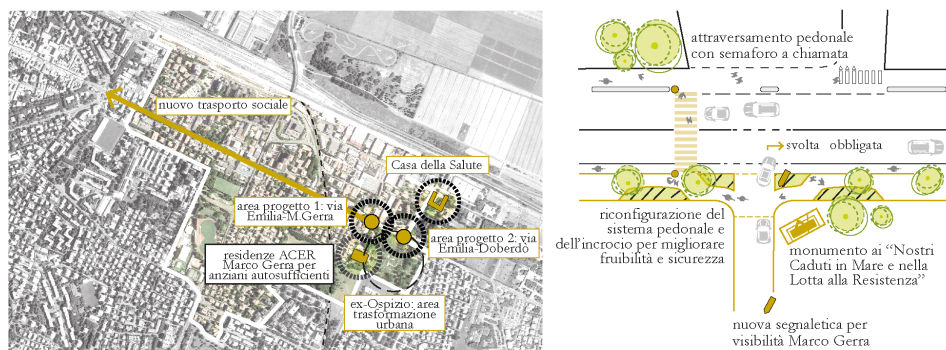 nuovo trasporto sociale
Casa della Salute
area progetto 1: via
Emilia-M.Gerra
area progetto 2: via
Emilia-Doberdò
residenze ACER
Marco Gerra per
anziani autosufficienti
ex-Ospizio: area
trasformazione
urbana
attraversamento pedonale
con semaforo a chiamata
svolta obbligata
riconfigurazione del
sistema pedonale e
dell'incrocio per migliorare
fruibilità e sicurezza
monumento ai “Nostri
Caduti in Mare e nella
Lotta alla Resistenza”
nuova segnaletica per
visibilità Marco Gerra